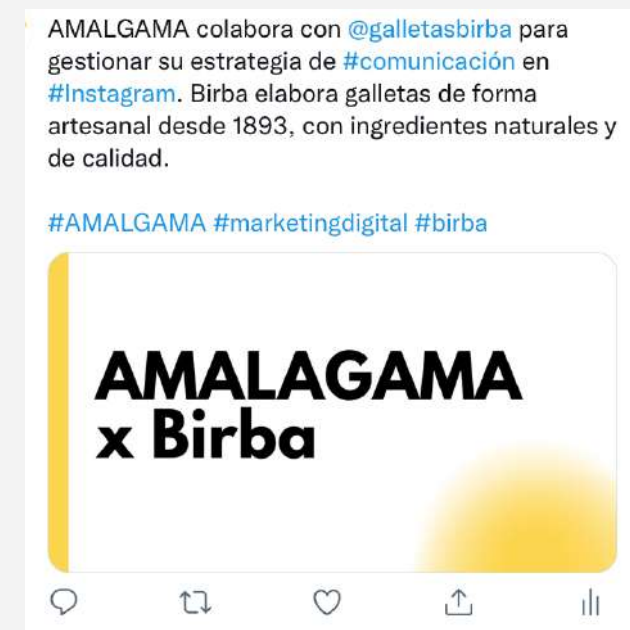 AMALGAMA colabora con @galletasbirba para
gestionar su estrategia de #comunicación en
#Instagram. Birba elabora galletas de forma
artesanal desde 1893, con ingredientes naturales y
de calidad.
#AMALGAMA #marketingdigital #birba
AMALAGAMA
x Birba